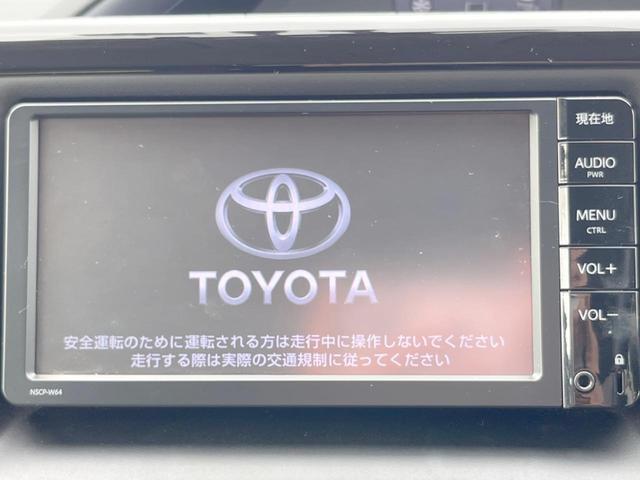 TOYOTA
安全運転のために運転される方は走行中に操作しないでください
走行する際は実際の交通規制に従ってください
NSCP-W64
現在地
AUDIO
PWR
MENU
CTRL
VOL+
VOL−